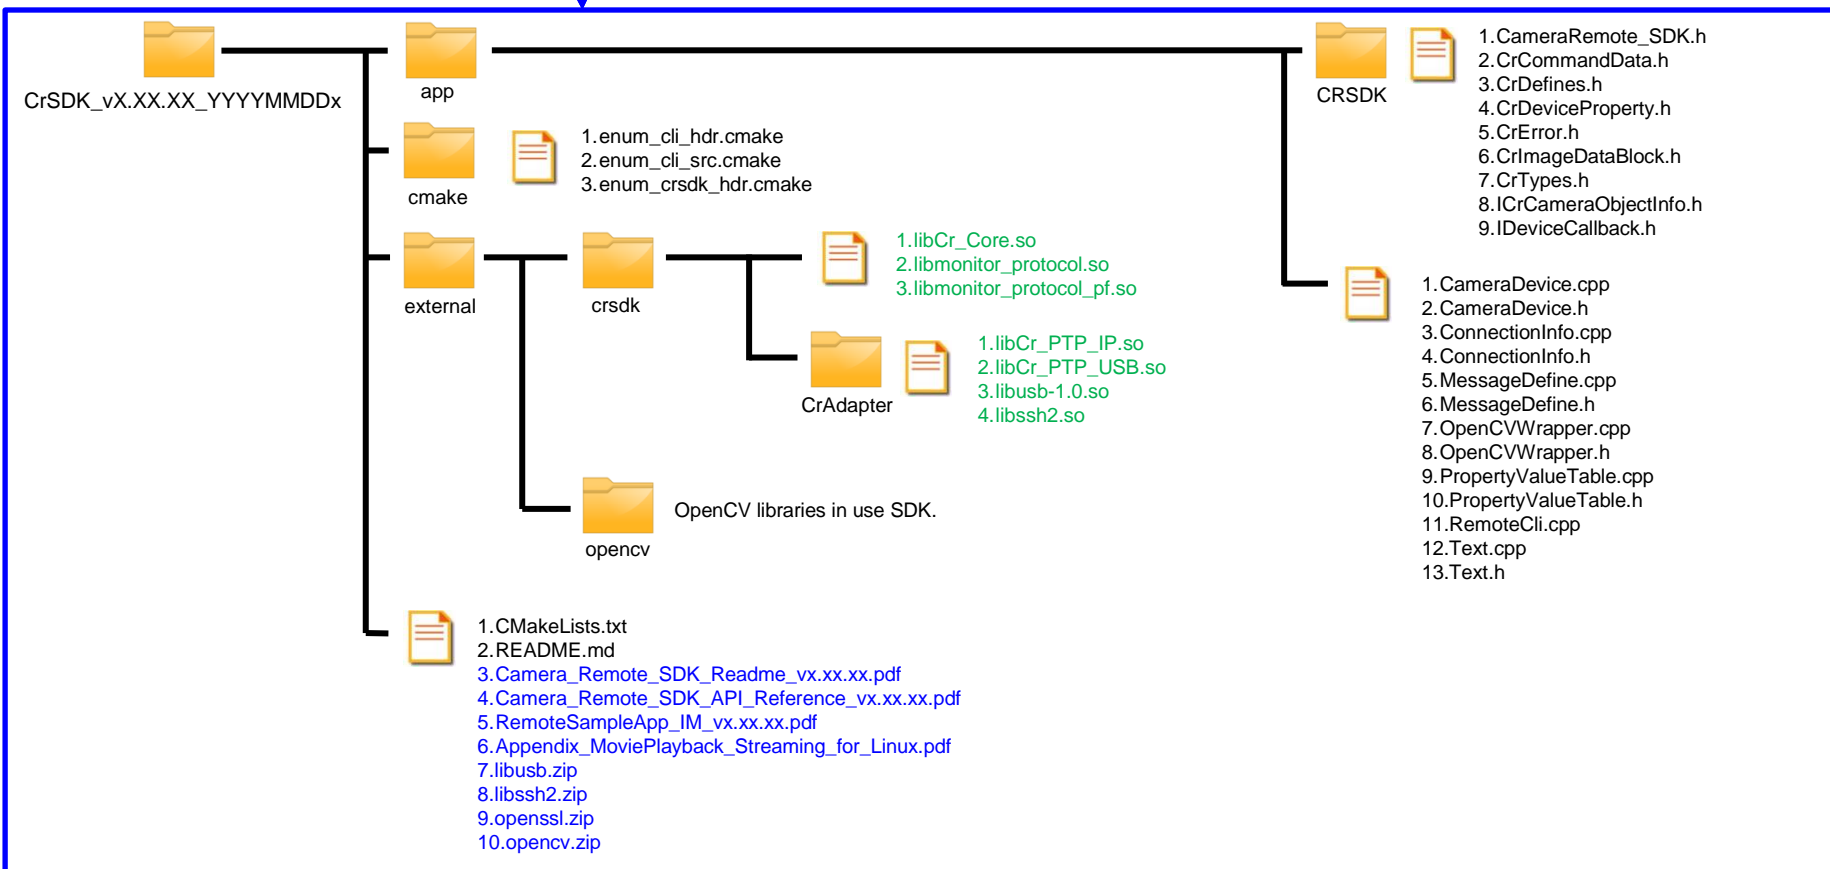 CrSDK_vX.XX.XX_YYYYMMDDx
app
CRSDK
1.CameraRemote_SDK.h
2.CrCommandData.h
3.CrDefines.h
4.CrDeviceProperty.h
5.CrError.h
6.CrImageDataBlock.h
7.CrTypes.h
8.ICrCameraObjectInfo.h
9.IDeviceCallback.h
1.CameraDevice.cpp
2.CameraDevice.h
3.ConnectionInfo.cpp
4.ConnectionInfo.h
5.MessageDefine.cpp
6.MessageDefine.h
7.OpenCVWrapper.cpp
8.OpenCVWrapper.h
9.PropertyValueTable.cpp
10.PropertyValueTable.h
11.RemoteCli.cpp
12.Text.cpp
13.Text.h
cmake
1.enum_cli_hdr.cmake
2.enum_cli_src.cmake
3.enum_crsdk_hdr.cmake
external
crsdk
1.libCr_Core.so
2.libmonitor_protocol.so
3.libmonitor_protocol_pf.so
CrAdapter
1.libCr_PTP_IP.so
2.libCr_PTP_USB.so
3.libusb-1.0.so
4.libssh2.so
opencv
OpenCV libraries in use SDK.
1.CMakeLists.txt
2.README.md
3.Camera_Remote_SDK_Readme_vx.xx.xx.pdf
4.Camera_Remote_SDK_API_Reference_vx.xx.xx.pdf
5.RemoteSampleApp_IM_vx.xx.xx.pdf
6.Appendix_MoviePlayback_Streaming_for_Linux.pdf
7.libusb.zip
8.libssh2.zip
9.openssl.zip
10.opencv.zip